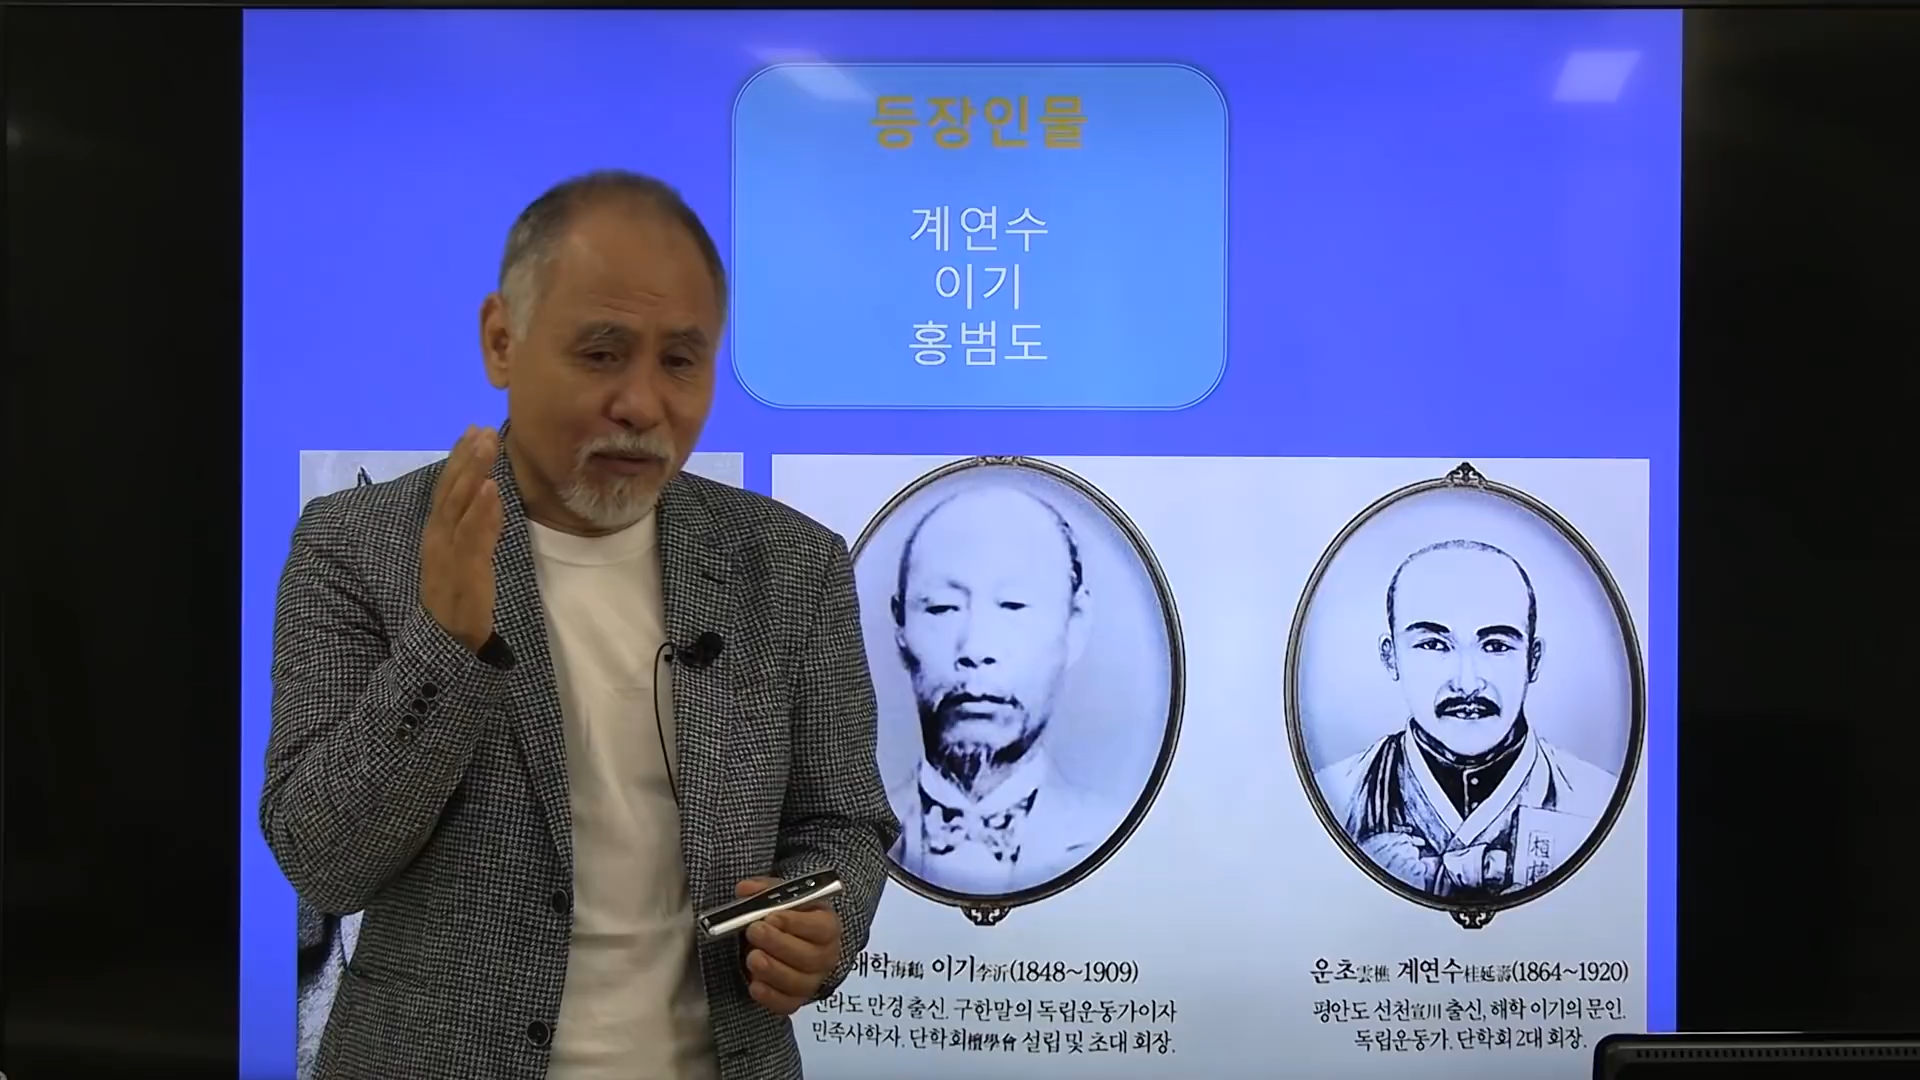 등장인물
계연수
이기
홍범도
해학海鶴 이기李沂(1848~1909)
전라도 만경 출신. 구한말의 독립운동가이자
민족사학자. 단학회檀學會 설립 및 초대 회장.
운초雲樵 계연수桂延壽(1864~1920)
평안도 선천宣川 출신, 해학 이기의 문인.
독립운동가. 단학회 2대 회장.